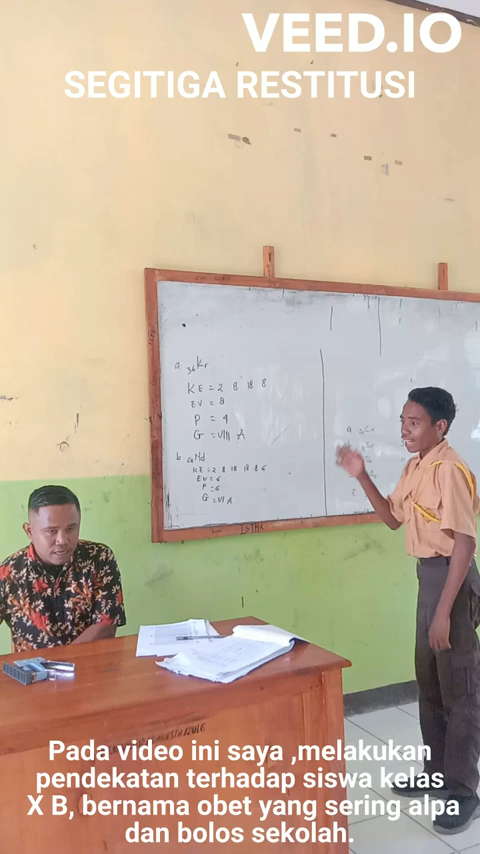 VEED.IO
SEGITIGA RESTITUSI
a 36Kr
KE = 2 8 18 8
EV = 8
P = 4
G = VIII A
b 60Nd
KE = 2 8 18 18 8 6
EV = 6
P = 6
G = VI A
Pada video ini saya ,melakukan
pendekatan terhadap siswa kelas
X B, bernama obet yang sering alpa
dan bolos sekolah.